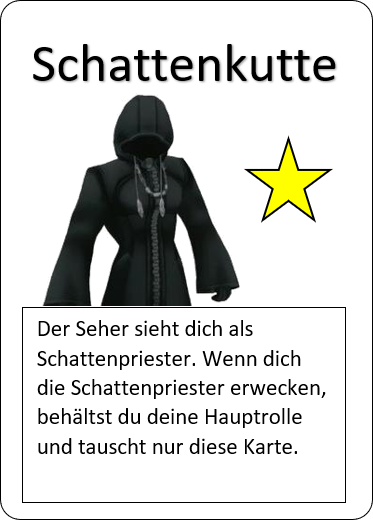 Schattenkutte
Der Seher sieht dich als
Schattenpriester. Wenn dich
die Schattenpriester erwecken,
behältst du deine Hauptrolle
und tauscht nur diese Karte.